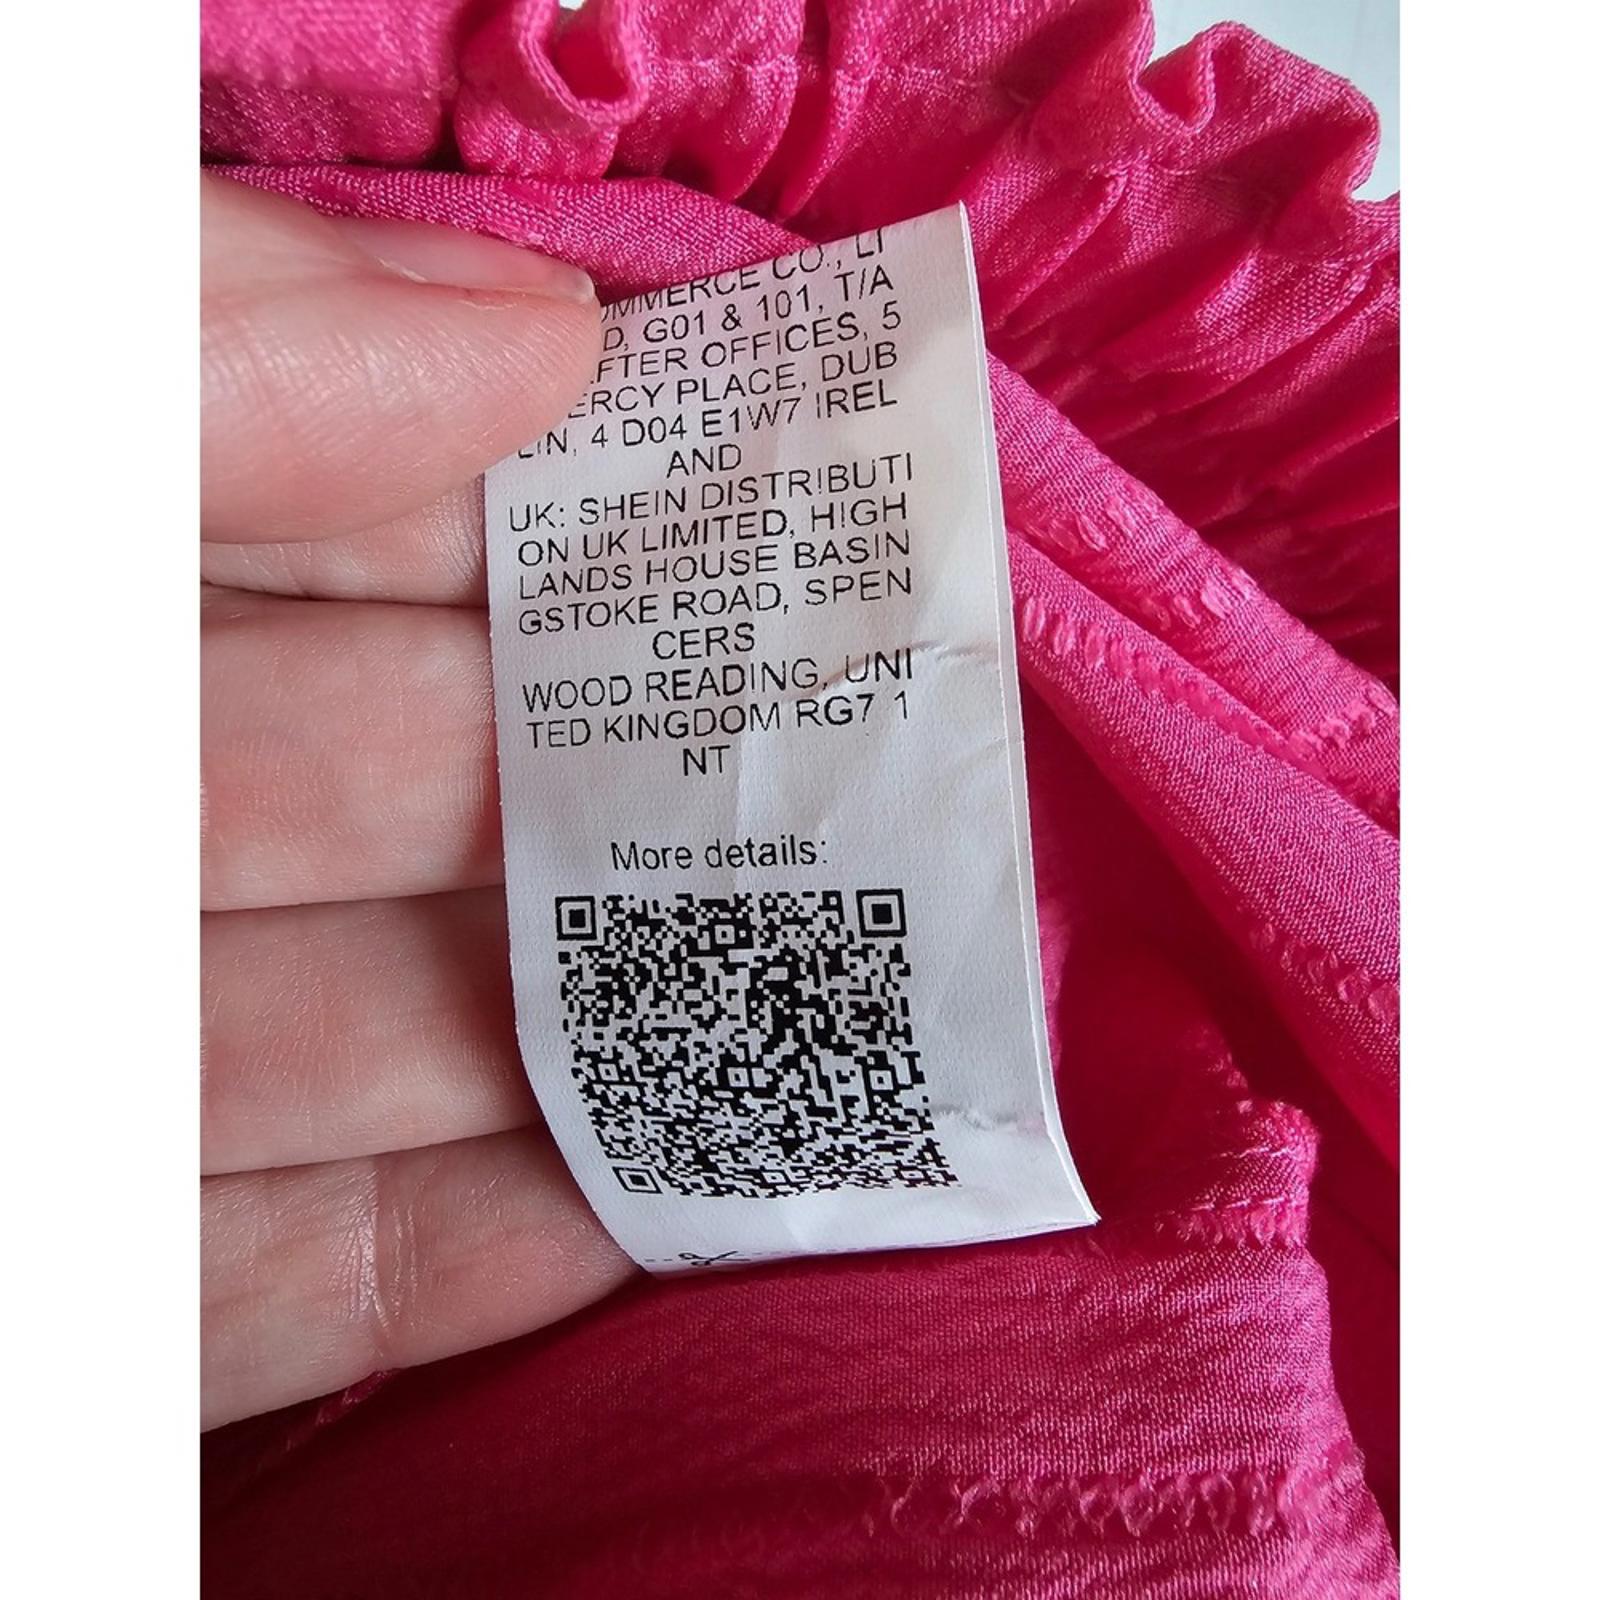 OMMERCE CO., LI
D, G01 & 101, T/A
FTER OFFICES, 5
ERCY PLACE, DUB
LIN, 4 D04 E1W7 IREL
AND
UK: SHEIN DISTRIBUTI
ON UK LIMITED, HIGH
LANDS HOUSE BASIN
GSTOKE ROAD, SPEN
CERS
WOOD READING, UNI
TED KINGDOM RG7 1
NT
More details: